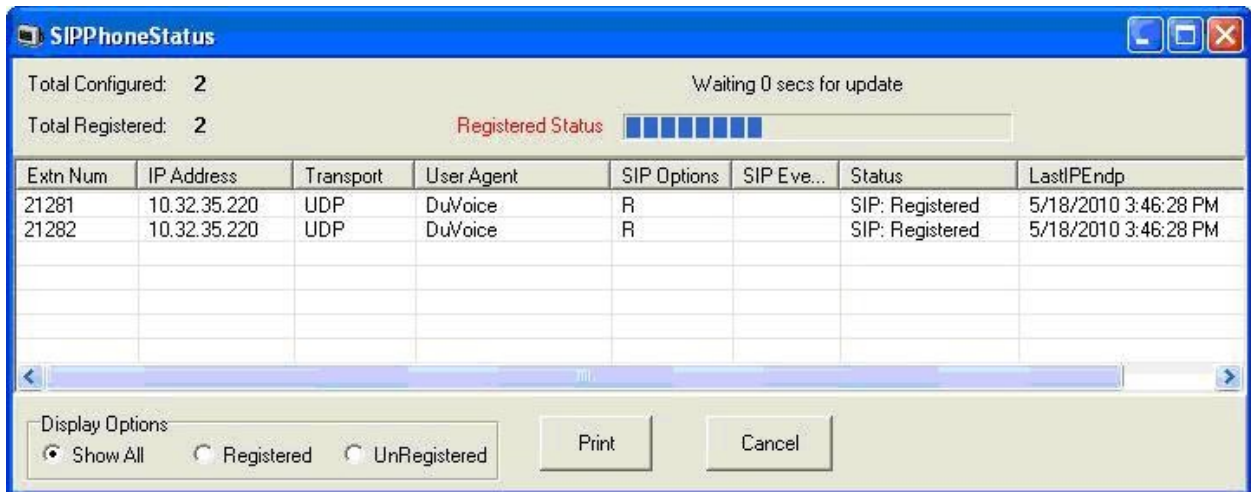 SIPPhoneStatus
Total Configured: 2
Waiting 0 secs for update
Total Registered: 2
Registered Status
Extn Num IP Address Transport User Agent SIP Options SIP Eve... Status LastIPEndp
21281 10.32.35.220 UDP DuVoice R SIP: Registered 5/18/2010 3:46:28 PM
21282 10.32.35.220 UDP DuVoice R SIP: Registered 5/18/2010 3:46:28 PM
Display Options
Show All Registered UnRegistered
Print
Cancel